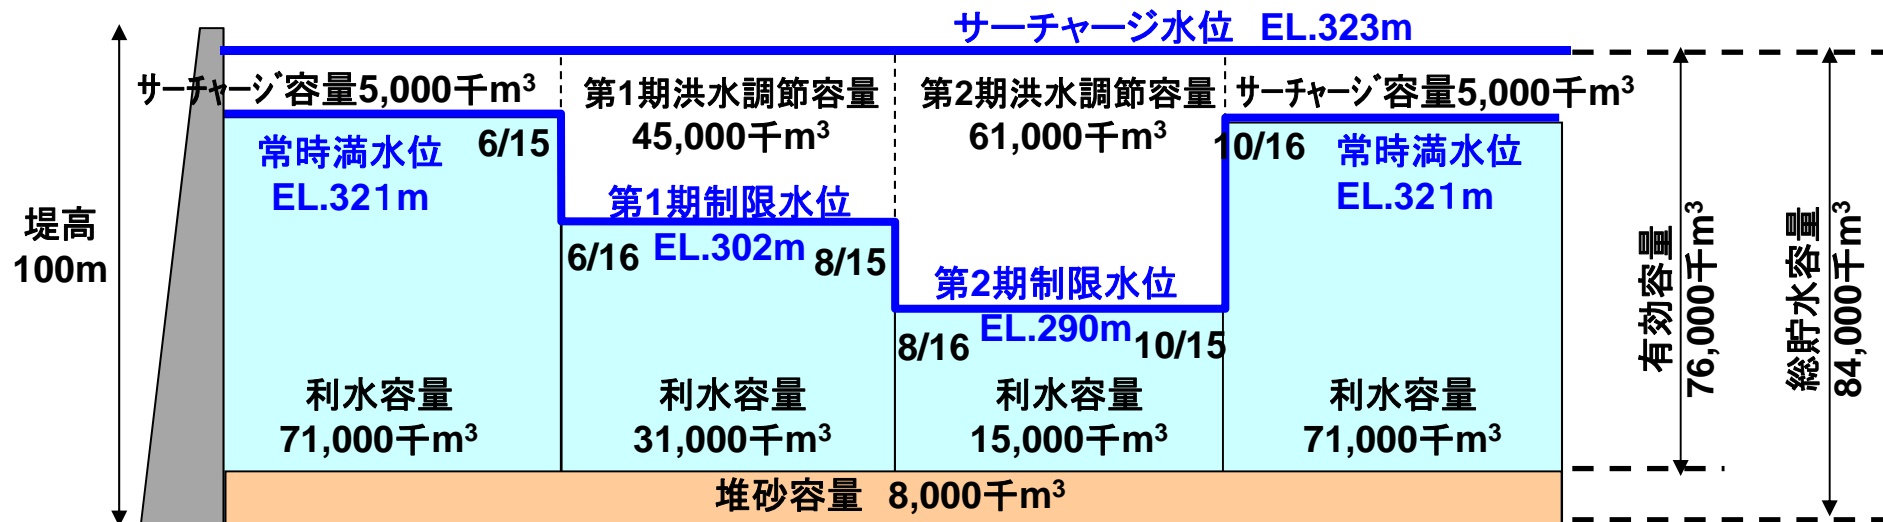 サーチャージ水位 EL.323m
サーチャージ容量5,000千m³
第1期洪水調節容量
45,000千m³
第2期洪水調節容量
61,000千m³
サーチャージ容量5,000千m³
常時満水位
EL.321m
6/15
第1期制限水位
EL.302m
6/16
8/15
第2期制限水位
EL.290m
8/16
10/15
10/16
常時満水位
EL.321m
堤高
100m
利水容量
71,000千m³
利水容量
31,000千m³
利水容量
15,000千m³
利水容量
71,000千m³
堆砂容量 8,000千m³
有効容量
76,000千m³
総貯水容量
84,000千m³